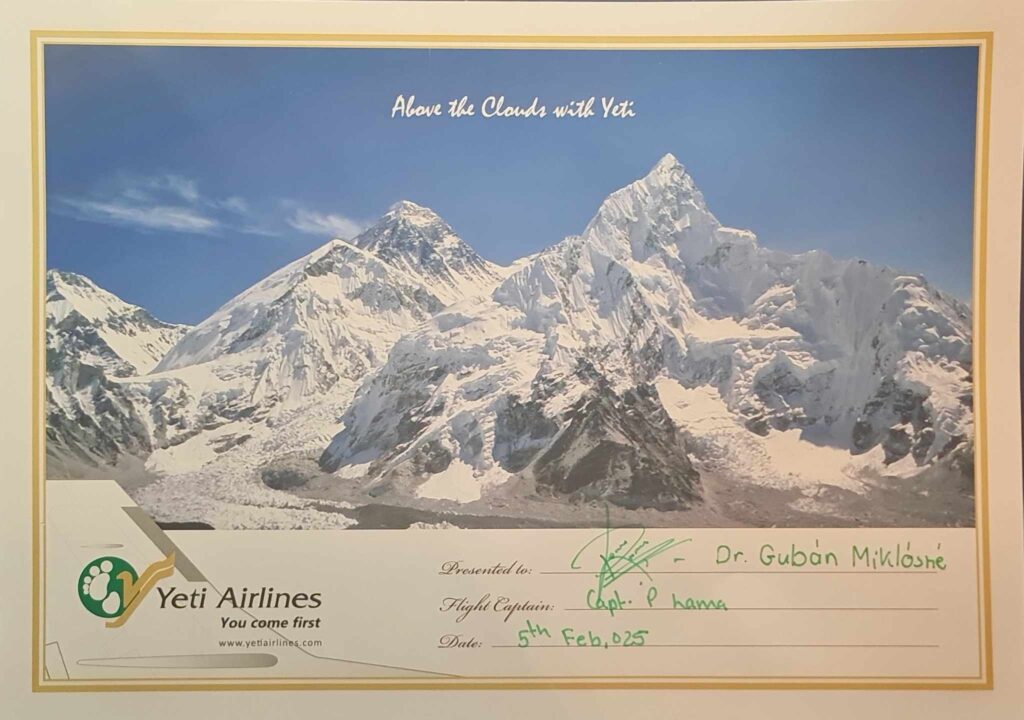 Above the Clouds with Yeti
Presented to: - Dr. Gubán Miklósné
Flight Captain: Capt. P Lama
Date: 5th Feb, 025
Yeti Airlines
You come first
www.yetiairlines.com